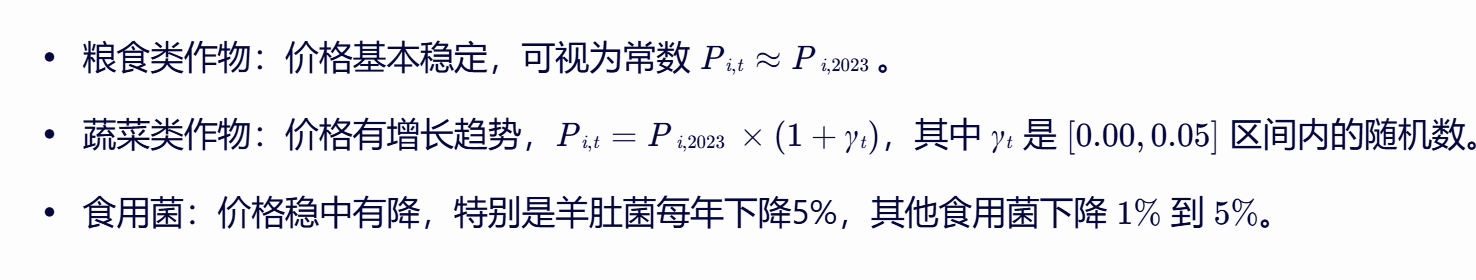 • 粮食类作物：价格基本稳定，可视为常数 P_{i,t} ≈ P_{i,2023} 。
• 蔬菜类作物：价格有增长趋势，P_{i,t} = P_{i,2023} × (1 + γ_t)，其中 γ_t 是 [0.00, 0.05] 区间内的随机数。
• 食用菌：价格稳中有降，特别是羊肚菌每年下降5%，其他食用菌下降 1% 到 5%。